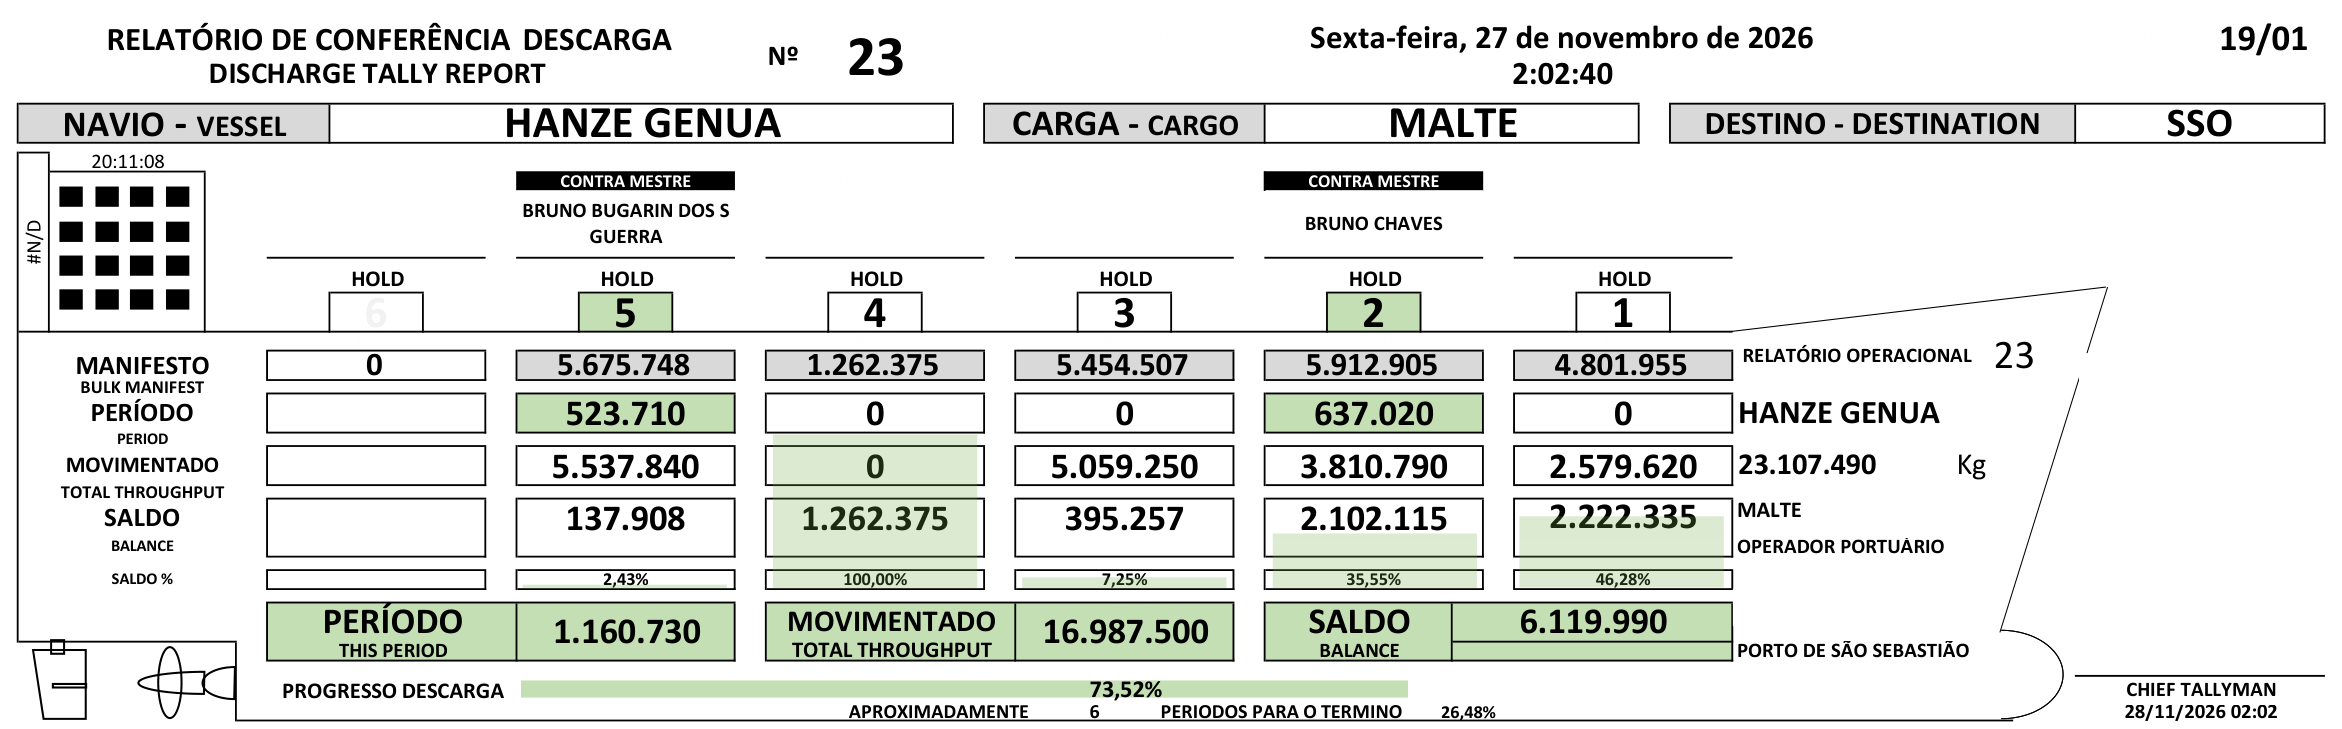 RELATÓRIO DE CONFERÊNCIA DESCARGA
DISCHARGE TALLY REPORT
Nº 23
Sexta-feira, 27 de novembro de 2026
2:02:40
19/01
NAVIO - VESSEL HANZE GENUA CARGA - CARGO MALTE DESTINO - DESTINATION SSO
20:11:08
#N/D
CONTRA MESTRE CONTRA MESTRE
BRUNO BUGARIN DOS S
GUERRA
BRUNO CHAVES
HOLD HOLD HOLD HOLD HOLD HOLD
6 5 4 3 2 1
MANIFESTO 0 5.675.748 1.262.375 5.454.507 5.912.905 4.801.955 RELATÓRIO OPERACIONAL 23
BULK MANIFEST
PERÍODO 523.710 0 0 637.020 0 HANZE GENUA
PERIOD
MOVIMENTADO 5.537.840 0 5.059.250 3.810.790 2.579.620 23.107.490 Kg
TOTAL THROUGHPUT
SALDO 137.908 1.262.375 395.257 2.102.115 2.222.335 MALTE
BALANCE OPERADOR PORTUÁRIO
SALDO % 2,43% 100,00% 7,25% 35,55% 46,28%
PERÍODO 1.160.730 MOVIMENTADO 16.987.500 SALDO 6.119.990
THIS PERIOD TOTAL THROUGHPUT BALANCE PORTO DE SÃO SEBASTIÃO
PROGRESSO DESCARGA 73,52% CHIEF TALLYMAN
APROXIMADAMENTE 6 PERIODOS PARA O TERMINO 26,48% 28/11/2026 02:02